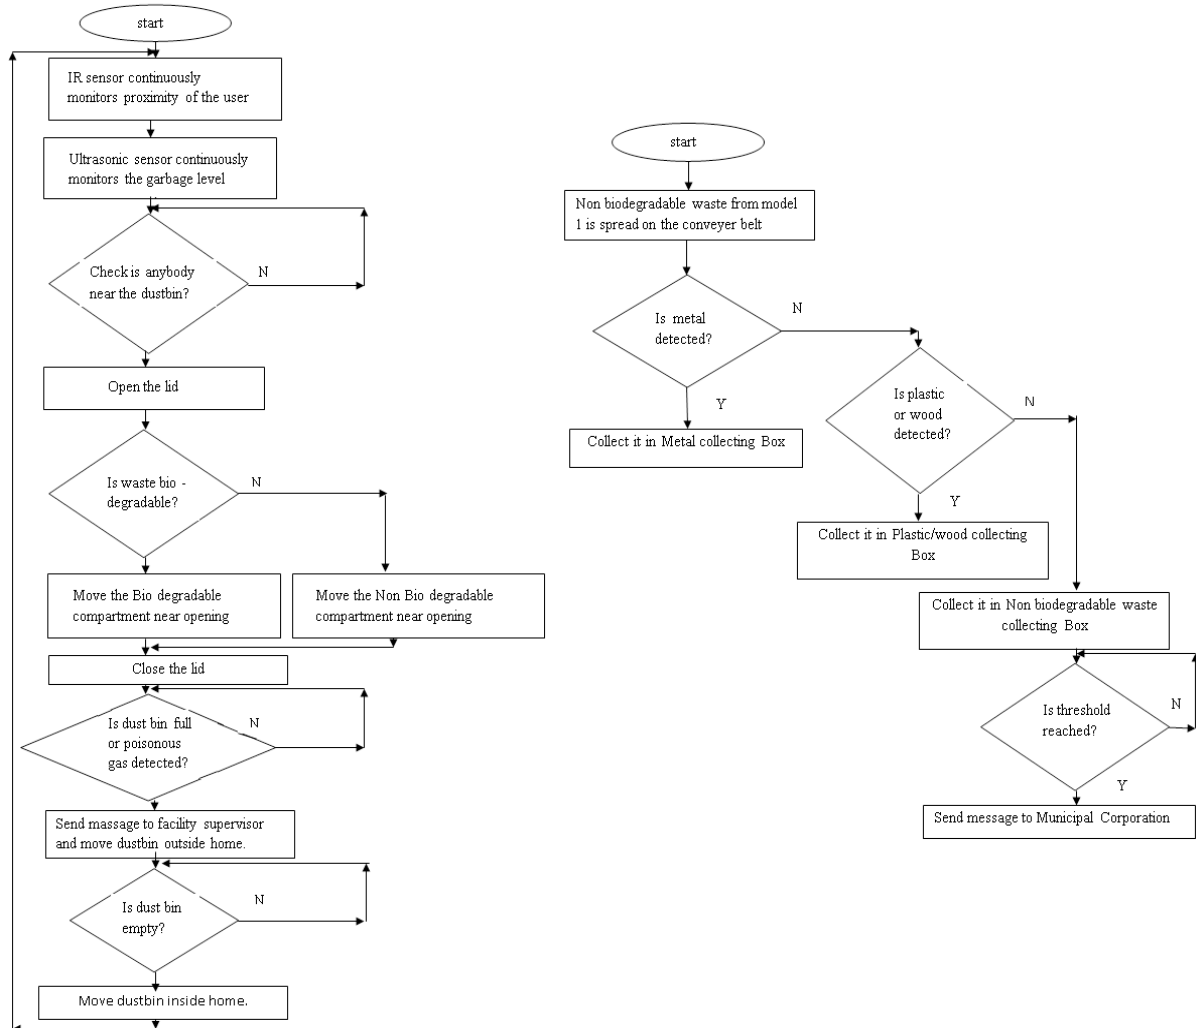 start
IR sensor continuously
monitors proximity of the user
Ultrasonic sensor continuously
monitors the garbage level
Check is anybody
near the dustbin?
N
Open the lid
Is waste bio -
degradable?
N
Move the Bio degradable
compartment near opening
Move the Non Bio degradable
compartment near opening
Close the lid
Is dust bin full
or poisonous
gas detected?
N
Send massage to facility supervisor
and move dustbin outside home.
Is dust bin
empty?
N
Move dustbin inside home.
start
Non biodegradable waste from model
1 is spread on the conveyer belt
Is metal
detected?
N
Y
Collect it in Metal collecting Box
Is plastic
or wood
detected?
N
Y
Collect it in Plastic/wood collecting
Box
Collect it in Non biodegradable waste
collecting Box
Is threshold
reached?
N
Y
Send message to Municipal Corporation